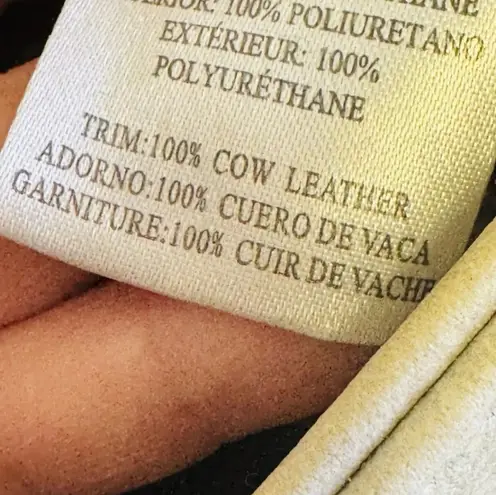 100% POLIURETANO
EXTÉRIEUR: 100%
POLYURÉTHANE
TRIM:100% COW LEATHER
ADORNO:100% CUERO DE VACA
GARNITURE:100% CUIR DE VACHE